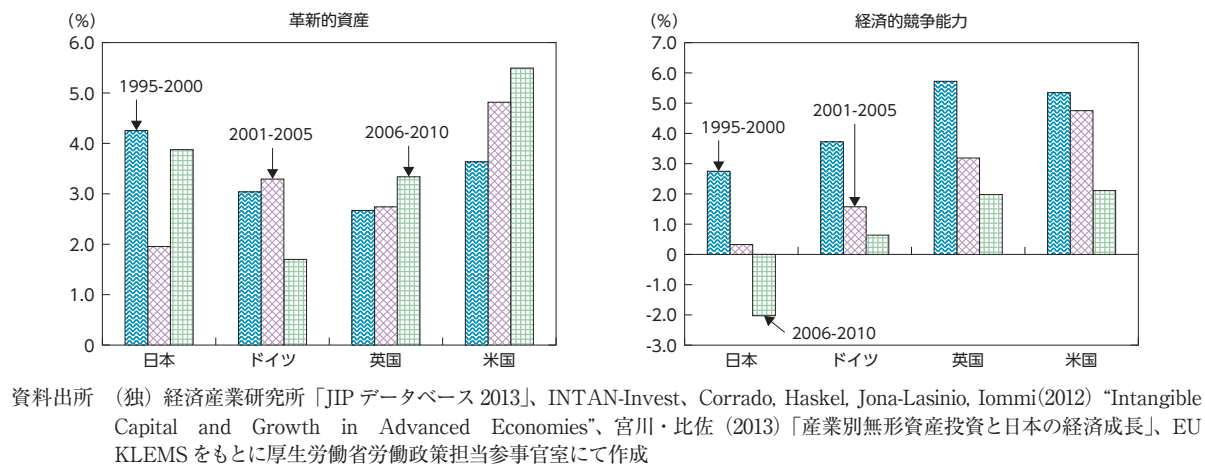 (%)
革新的資産
6.0
5.0
4.0
3.0
2.0
1.0
0
1995-2000
2001-2005
2006-2010
日本
ドイツ
英国
米国
(%)
経済的競争能力
7.0
6.0
5.0
4.0
3.0
2.0
1.0
0
-1.0
-2.0
-3.0
1995-2000
2001-2005
2006-2010
日本
ドイツ
英国
米国
資料出所 (独)経済産業研究所「JIP データベース 2013」、INTAN-Invest、Corrado, Haskel, Jona-Lasinio, Iommi(2012) “Intangible
Capital and Growth in Advanced Economies”、宮川・比佐(2013)「産業別無形資産投資と日本の経済成長」、EU
KLEMS をもとに厚生労働省労働政策担当参事官室にて作成